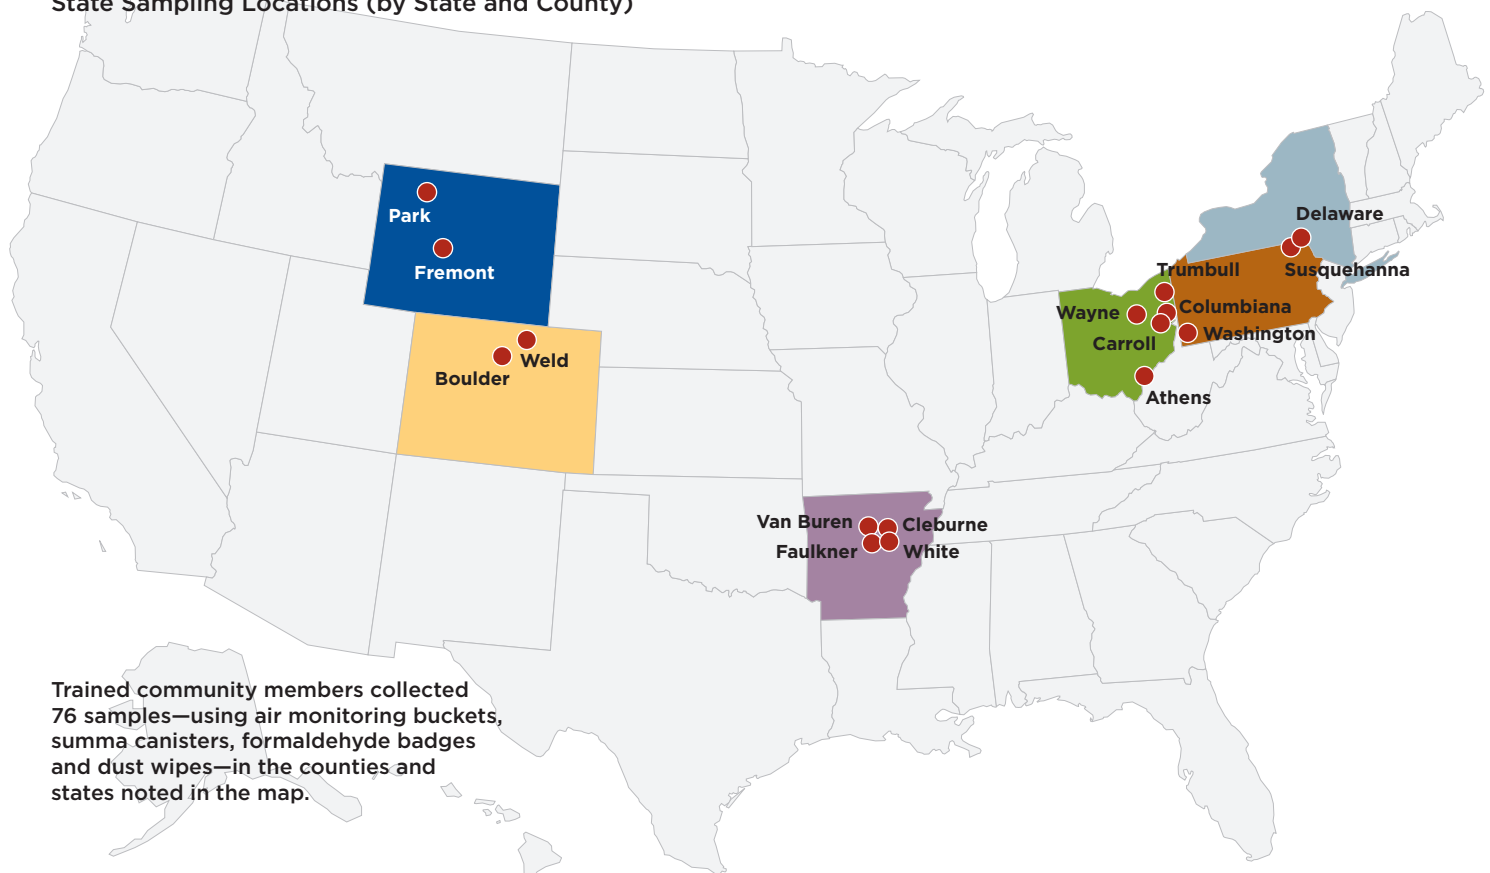 State Sampling Locations (by State and County)
Park
Fremont
Weld
Boulder
Delaware
Susquehanna
Trumbull
Columbiana
Wayne
Washington
Carroll
Athens
Van Buren
Cleburne
Faulkner
White
Trained community members collected
76 samples—using air monitoring buckets,
summa canisters, formaldehyde badges
and dust wipes—in the counties and
states noted in the map.